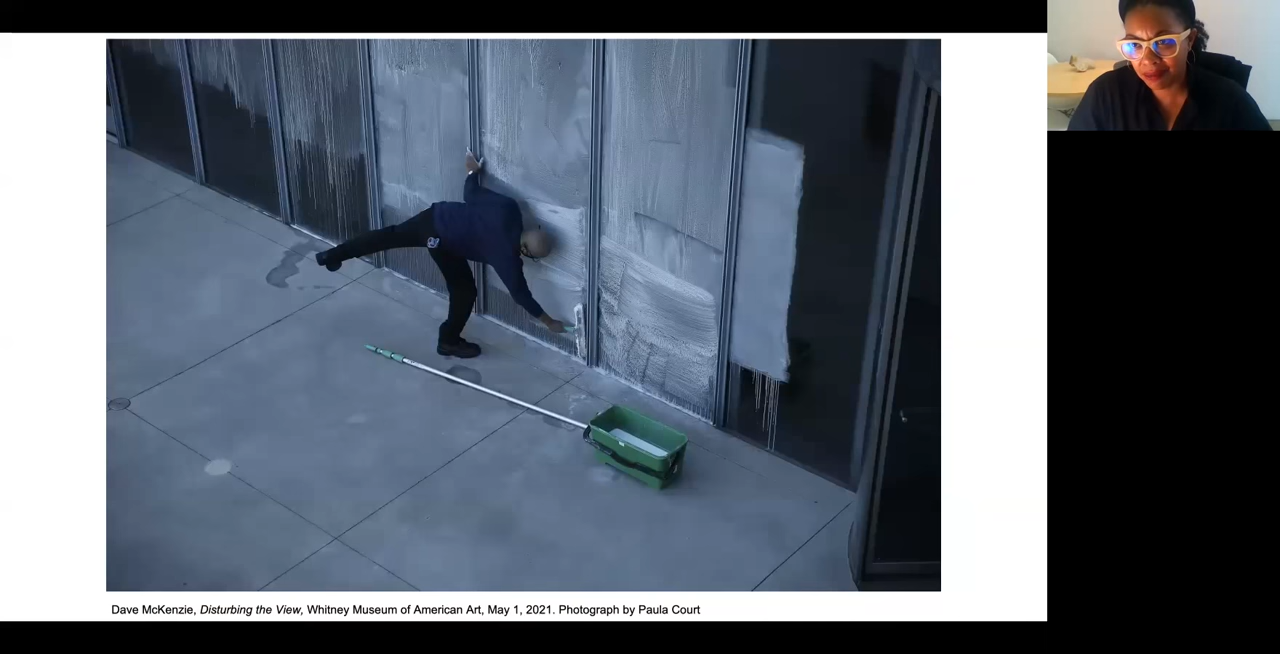 Dave McKenzie, Disturbing the View, Whitney Museum of American Art, May 1, 2021. Photograph by Paula Court